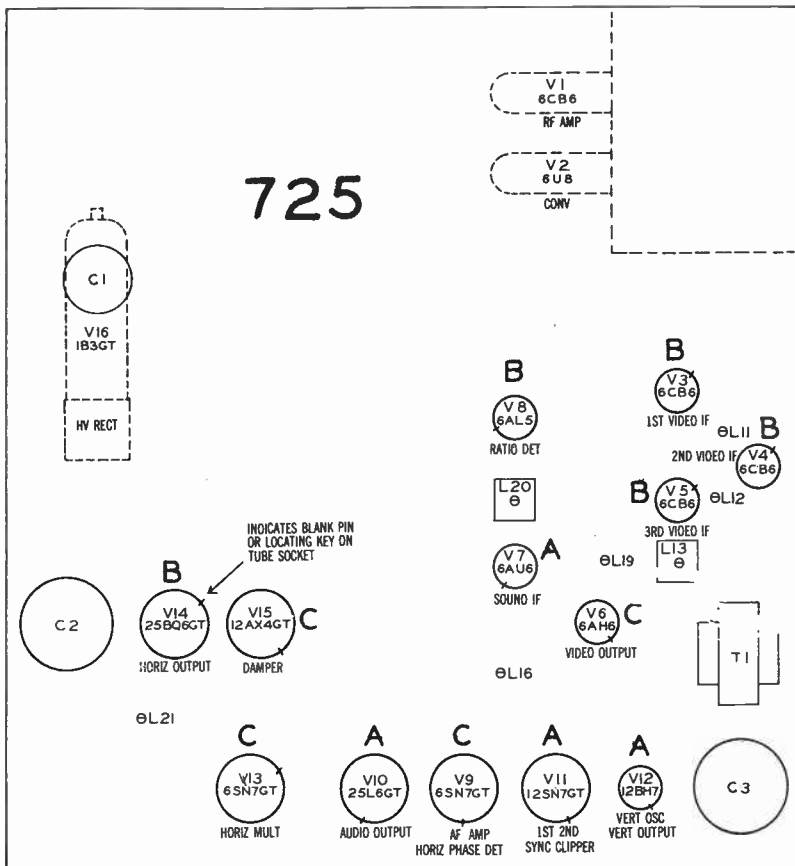 V1
6CB6
RF AMP
V2
6U8
CONV
725
C1
V16
1B3GT
HV RECT
B
V8
6AL5
RATIO DET
B
V3
6CB6
1ST VIDEO IF
L11
B
2ND VIDEO IF
V4
6CB6
L20
B
V5
6CB6
3RD VIDEO IF
L12
INDICATES BLANK PIN
OR LOCATING KEY ON
TUBE SOCKET
A
V7
6AU6
SOUND IF
L19
L13
C2
B
V14
25BQ6GT
HORIZ OUTPUT
V15
12AX4GT
DAMPER
C
V6
6AH6
VIDEO OUTPUT
C
T1
L16
L21
C
V13
6SN7GT
HORIZ MULT
A
V10
25L6GT
AUDIO OUTPUT
C
V9
6SN7GT
AF AMP
HORIZ PHASE DET
A
V11
12SN7GT
1ST 2ND
SYNC CLIPPER
A
V12
12BH7
VERT OSC
VERT OUTPUT
C3